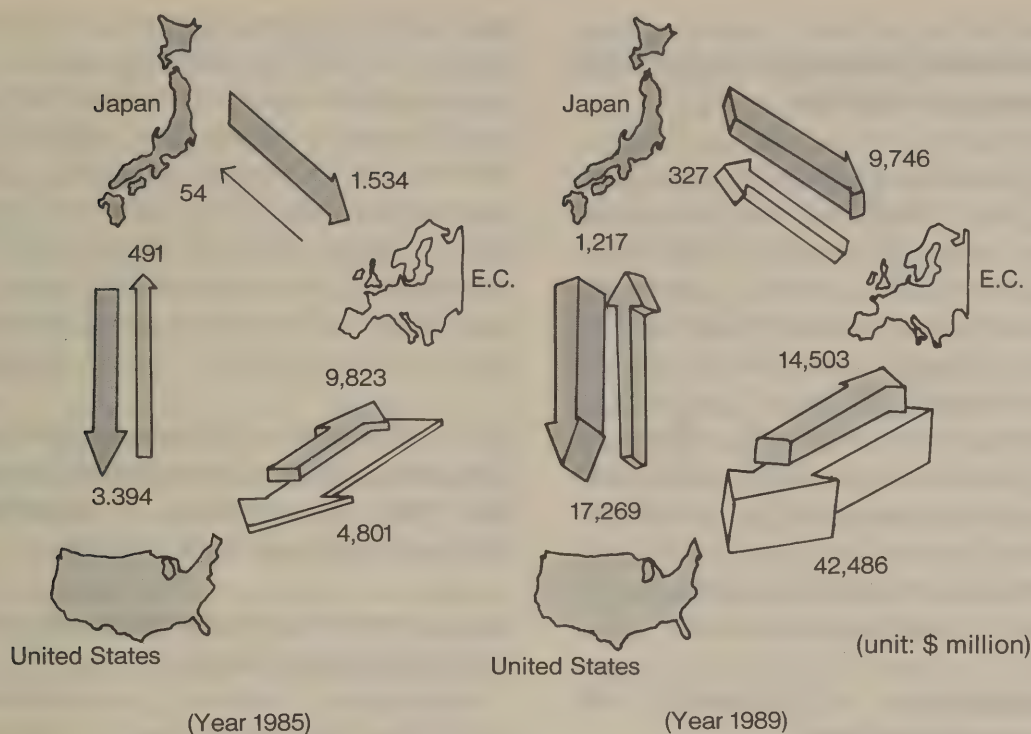 Japan
54
1.534
491
E.C.
9,823
3.394
4,801
United States
(Year 1985)
Japan
327
9,746
1,217
E.C.
14,503
17,269
42,486
United States
(unit: $ million)
(Year 1989)